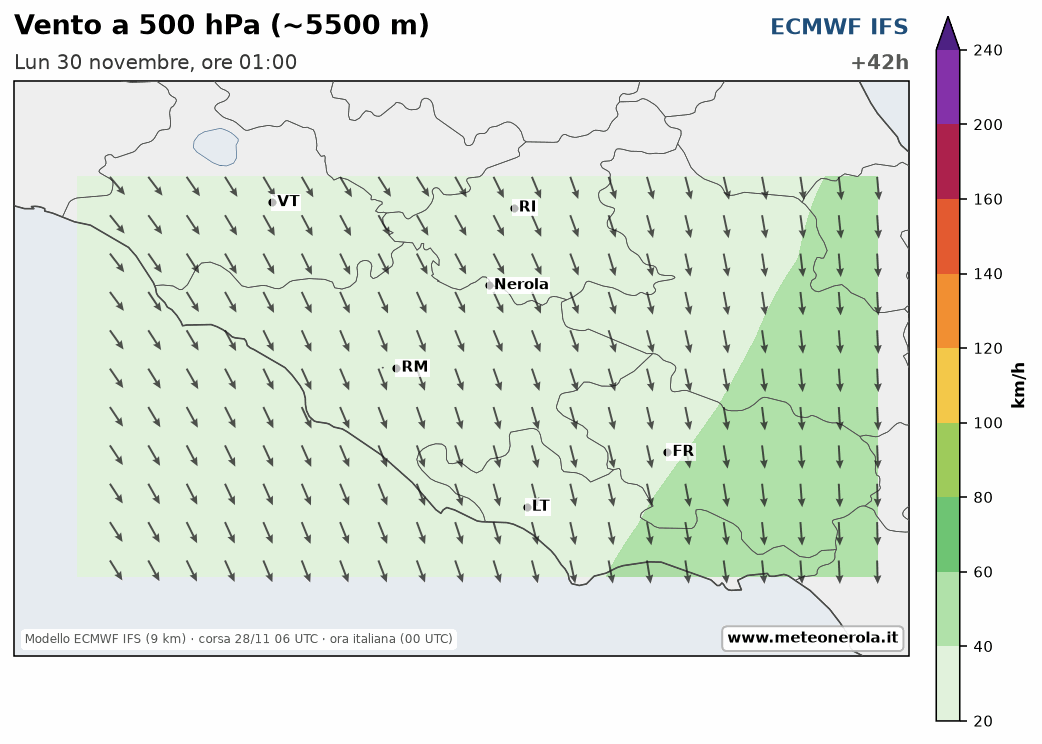 Vento a 500 hPa (~5500 m)
ECMWF IFS
Lun 30 novembre, ore 01:00
+42h
VT
RI
Nerola
RM
FR
LT
240
200
160
140
120
100
80
60
40
20
km/h
Modello ECMWF IFS (9 km) · corsa 28/11 06 UTC · ora italiana (00 UTC)
www.meteonerola.it